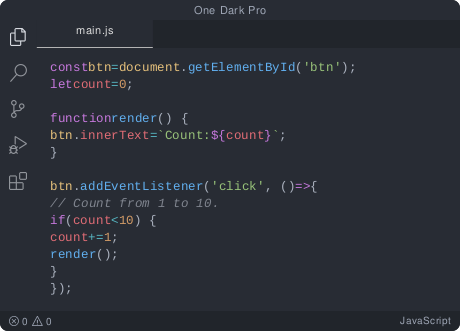 One Dark Pro
main.js
constbtn=document.getElementById('btn');
letcount=0;
functionrender() {
btn.innerText=`Count:${count}`;
}
btn.addEventListener('click', ()=>{
// Count from 1 to 10.
if(count<10) {
count+=1;
render();
}
});
0 0 JavaScript